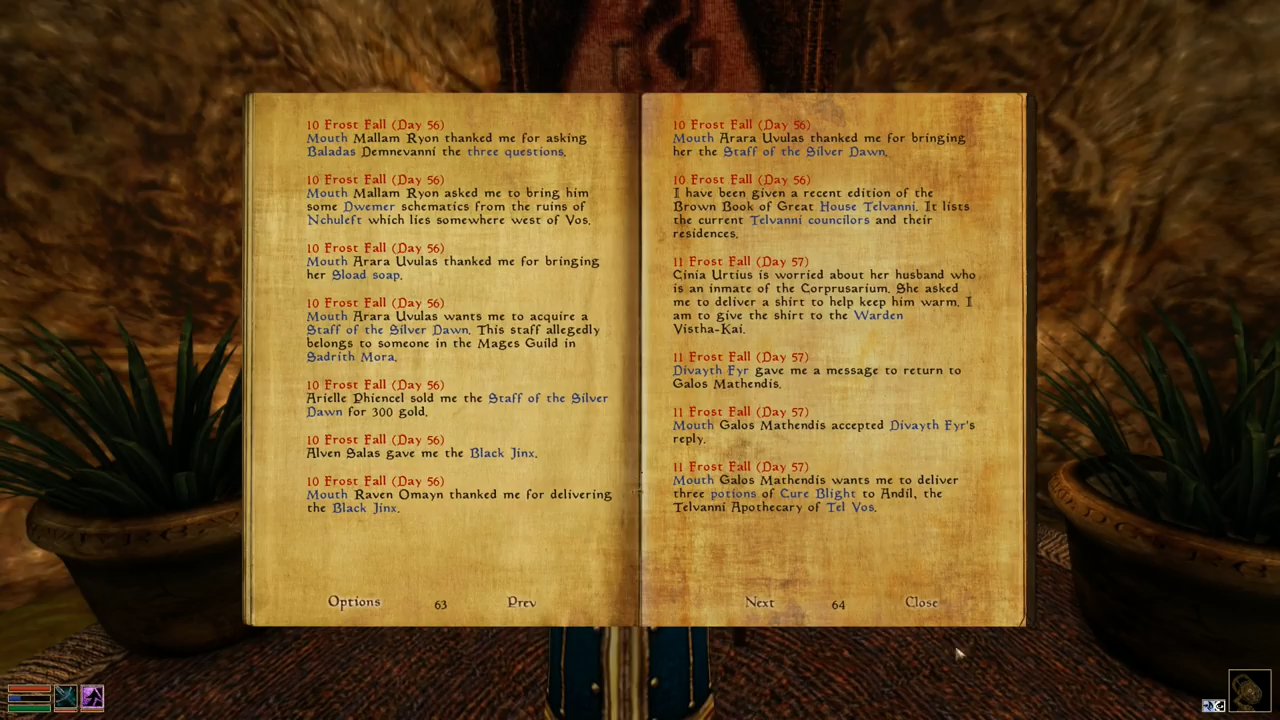 10 Frost Fall (Day 56)
Mouth Mallam Ryon thanked me for asking
Baladas Demnevanni the three questions.
10 Frost Fall (Day 56)
Mouth Mallam Ryon asked me to bring him
some Dwemer schematics from the ruins of
Nchuleft which lies somewhere west of Vos.
10 Frost Fall (Day 56)
Mouth Arara Uvulas thanked me for bringing
her Sload soap.
10 Frost Fall (Day 56)
Mouth Arara Uvulas wants me to acquire a
Staff of the Silver Dawn. This staff allegedly
belongs to someone in the Mages Guild in
Sadrith Mora.
10 Frost Fall (Day 56)
Arielle Phiencel sold me the Staff of the Silver
Dawn for 300 gold.
10 Frost Fall (Day 56)
Alven Salas gave me the Black Jinx.
10 Frost Fall (Day 56)
Mouth Raven Omayn thanked me for delivering
the Black Jinx.
Options 63 Prev
10 Frost Fall (Day 56)
Mouth Arara Uvulas thanked me for bringing
her the Staff of the Silver Dawn.
10 Frost Fall (Day 56)
I have been given a recent edition of the
Brown Book of Great House Telvanni. It lists
the current Telvanni councilors and their
residences.
11 Frost Fall (Day 57)
Cinia Urtius is worried about her husband who
is an inmate of the Corprusarium. She asked
me to deliver a shirt to help keep him warm. I
am to give the shirt to the Warden
Vistha-Kai.
11 Frost Fall (Day 57)
Divayth Fyr gave me a message to return to
Galos Mathendis.
11 Frost Fall (Day 57)
Mouth Galos Mathendis accepted Divayth Fyr's
reply.
11 Frost Fall (Day 57)
Mouth Galos Mathendis wants me to deliver
three potions of Cure Blight to Andil, the
Telvanni Apothecary of Tel Vos.
Next 64 Close